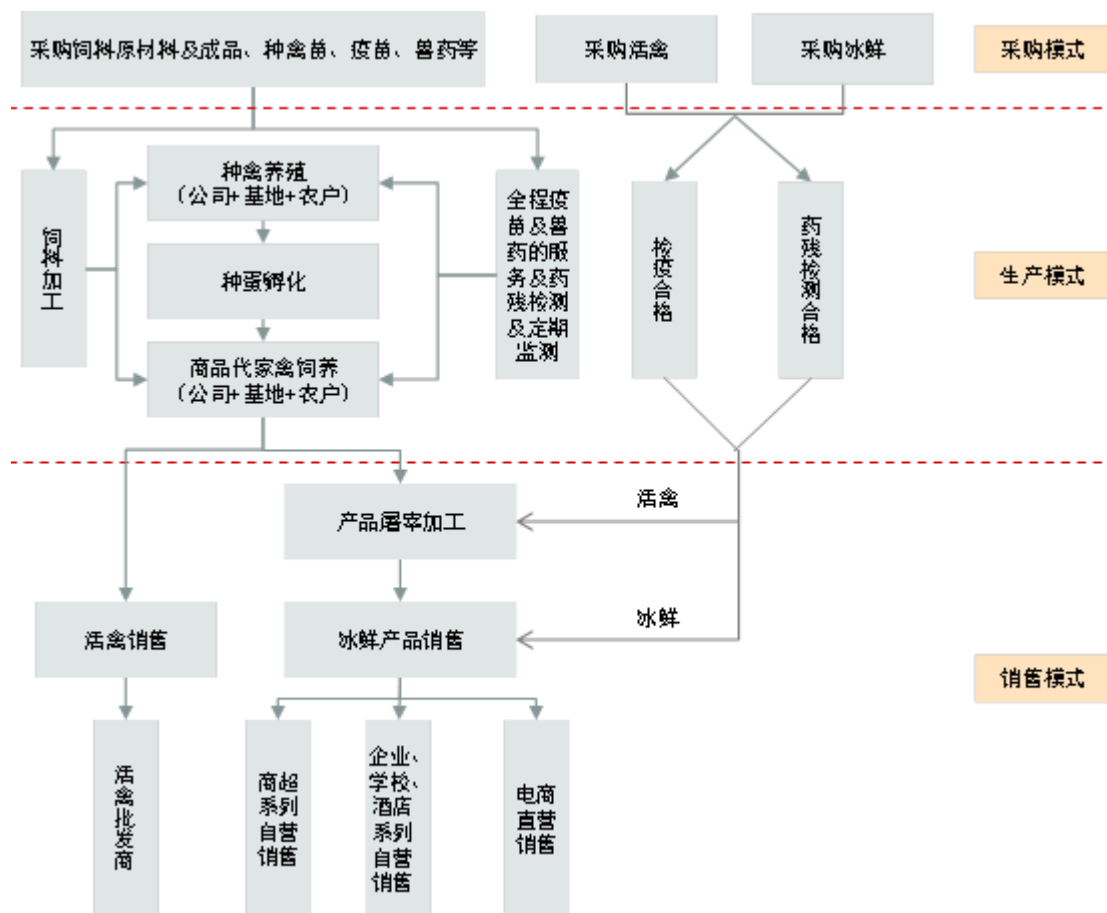 采购饲料原材料及成品、种禽苗、疫苗、兽药等
采购活禽
采购冰鲜
采购模式
种禽养殖
（公司+基地+农户）
饲料加工
种蛋孵化
商品代家禽饲养
（公司+基地+农户）
全程疫
苗及兽
药的服
务及药
残检测
及定期
监测
检疫合格
药残检测合格
生产模式
活禽
产品屠宰加工
冰鲜
活禽销售
冰鲜产品销售
销售模式
活禽批发商
商超
系列
自营
销售
企业、
学校、
酒店
系列
自营
销售
电商
直营
销售